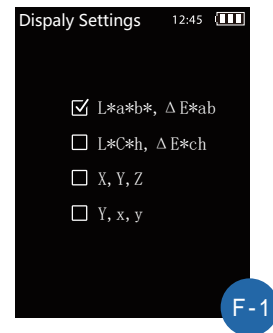 Dispaly Settings 12:45
L*a*b*, ΔE*ab
L*C*h, ΔE*ch
X, Y, Z
Y, x, y
F-1